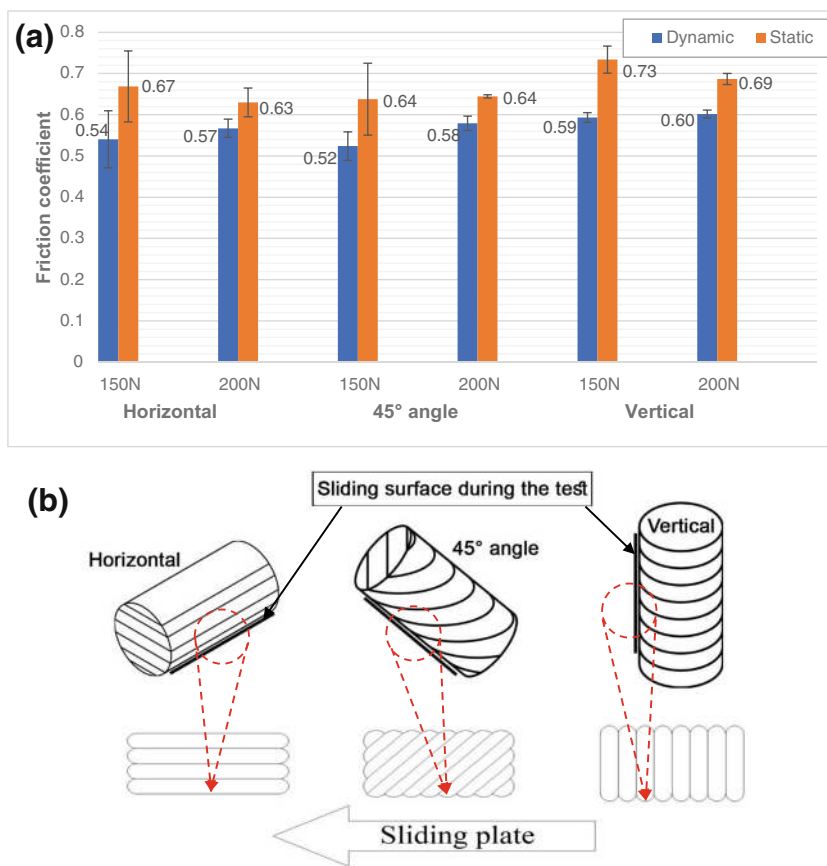 (a)
Dynamic Static
Friction coefficient
0.8
0.7
0.6
0.5
0.4
0.3
0.2
0.1
0
0.54 0.67 0.57 0.63 0.52 0.64 0.58 0.64 0.59 0.73 0.60 0.69
150N 200N 150N 200N 150N 200N
Horizontal 45° angle Vertical
(b)
Sliding surface during the test
Horizontal
45° angle
Vertical
Sliding plate